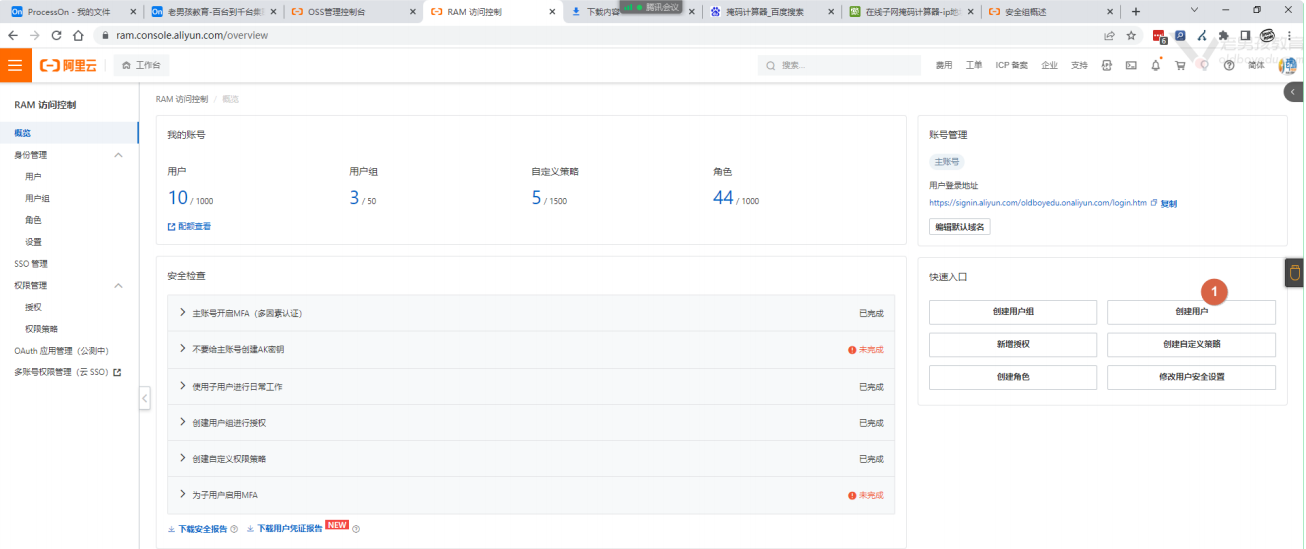 ProcessOn - 我的文件
老男孩教育-百台到千台集
OSS管理控制台
RAM 访问控制
下载内容
腾讯会议
掩码计算器_百度搜索
在线子网掩码计算器-ip地
安全组概述
ram.console.aliyun.com/overview
6
老男孩教育
oldboyedu.com
阿里云
工作台
搜索...
费用
工单
ICP 备案
企业
支持
简体
RAM 访问控制
概览
身份管理
用户
用户组
角色
设置
SSO 管理
权限管理
授权
权限策略
OAuth 应用管理（公测中）
多账号权限管理（云 SSO）
RAM 访问控制 / 概览
我的账号
用户
用户组
自定义策略
角色
10 / 1000
3 / 50
5 / 1500
44 / 1000
配额查看
安全检查
主账号开启MFA（多因素认证） 已完成
不要给主账号创建AK密钥 未完成
使用子用户进行日常工作 已完成
创建用户组进行授权 已完成
创建自定义权限策略 已完成
为子用户启用MFA 未完成
下载安全报告 下载用户凭证报告 NEW
账号管理
主账号
用户登录地址
https://signin.aliyun.com/oldboyedu.onaliyun.com/login.htm 复制
编辑默认域名
快速入口
1
创建用户组 创建用户
新增授权 创建自定义策略
创建角色 修改用户安全设置